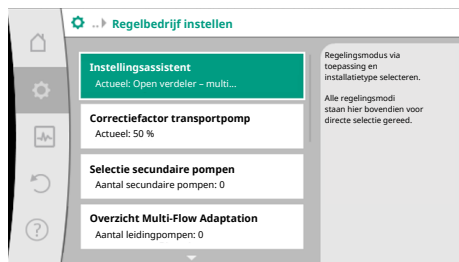 ..▸ Regelbedrijf instellen
Instellingsassistent
Actueel: Open verdeler – multi...
Correctiefactor transportpomp
Actueel: 50 %
Selectie secundaire pompen
Aantal secundaire pompen: 0
Overzicht Multi-Flow Adaptation
Aantal leidingpompen: 0
Regelingsmodus via
toepassing en
installatietype selecteren.
Alle regelingsmodi
staan hier bovendien voor
directe selectie gereed.
?